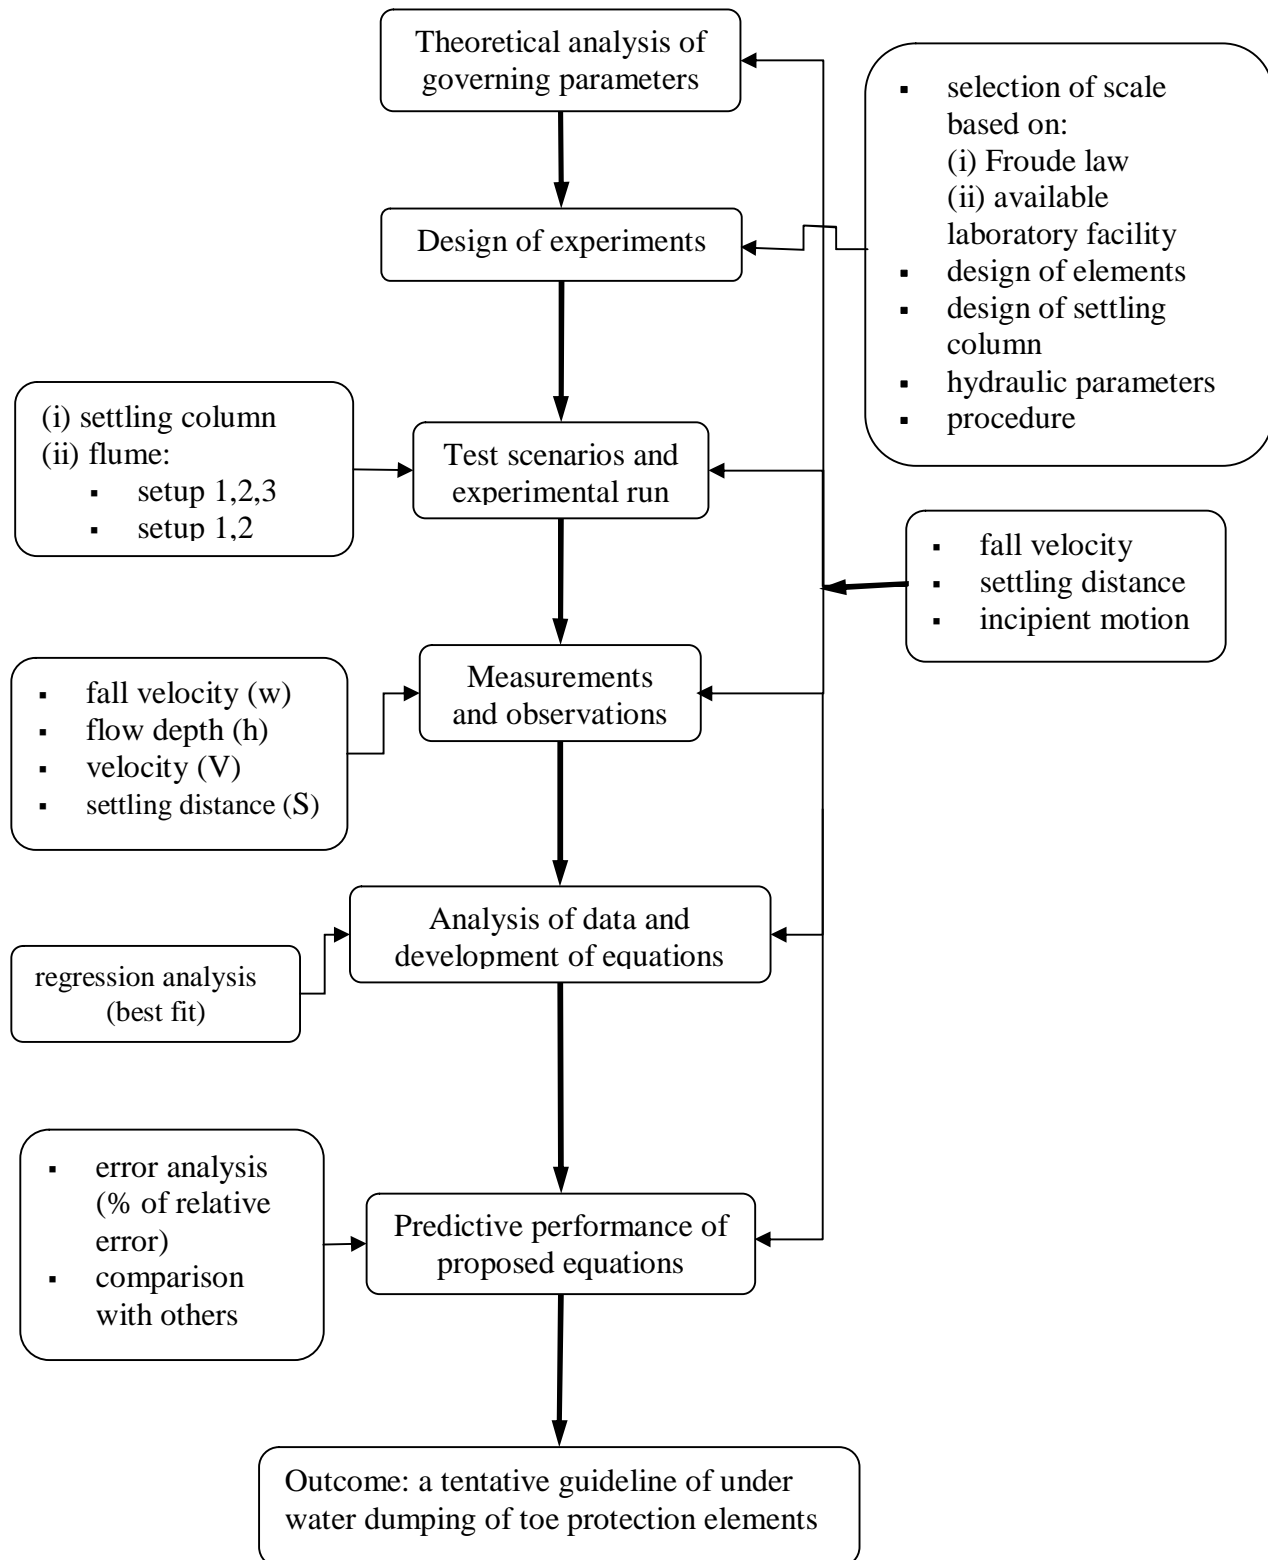 Theoretical analysis of
governing parameters
▪ selection of scale
based on:
(i) Froude law
(ii) available
laboratory facility
▪ design of elements
▪ design of settling
column
▪ hydraulic parameters
▪ procedure
Design of experiments
(i) settling column
(ii) flume:
▪ setup 1,2,3
▪ setup 1,2
Test scenarios and
experimental run
▪ fall velocity
▪ settling distance
▪ incipient motion
▪ fall velocity (w)
▪ flow depth (h)
▪ velocity (V)
▪ settling distance (S)
Measurements
and observations
Analysis of data and
development of equations
regression analysis
(best fit)
▪ error analysis
(% of relative
error)
▪ comparison
with others
Predictive performance of
proposed equations
Outcome: a tentative guideline of under
water dumping of toe protection elements